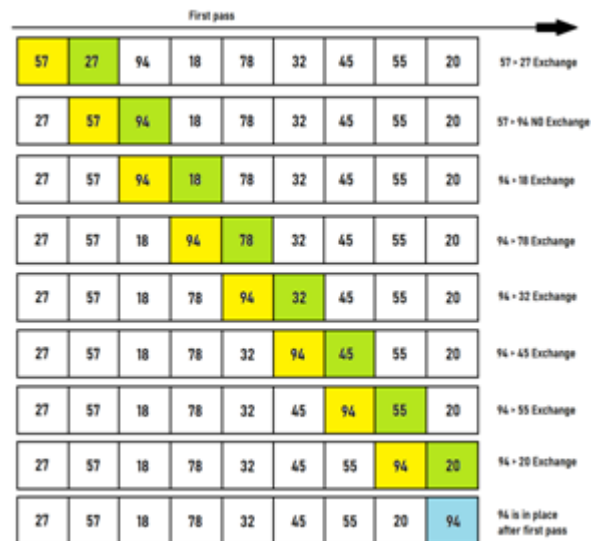 First pass
57 27 94 18 78 32 45 55 20 57 > 27 Exchange
27 57 94 18 78 32 45 55 20 57 > 94 NO Exchange
27 57 94 18 78 32 45 55 20 94 > 18 Exchange
27 57 18 94 78 32 45 55 20 94 > 78 Exchange
27 57 18 78 94 32 45 55 20 94 > 32 Exchange
27 57 18 78 32 94 45 55 20 94 > 45 Exchange
27 57 18 78 32 45 94 55 20 94 > 55 Exchange
27 57 18 78 32 45 55 94 20 94 > 20 Exchange
27 57 18 78 32 45 55 20 94 94 is in place
after first pass